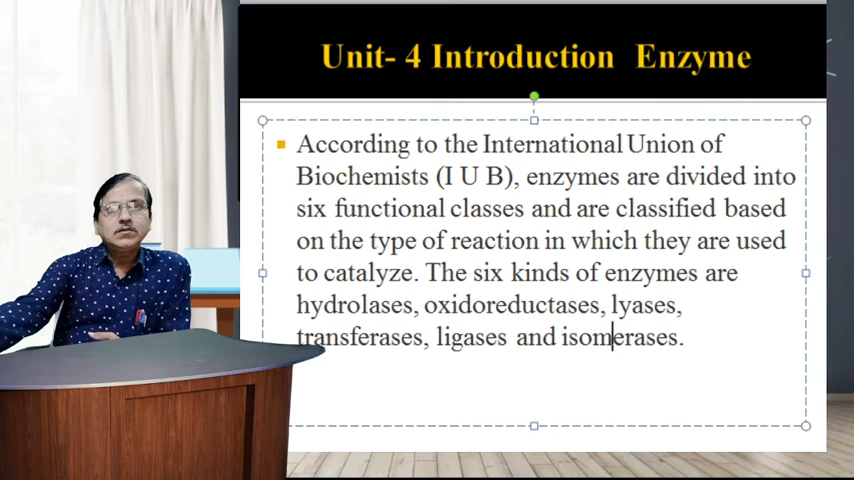 Unit- 4 Introduction Enzyme
According to the International Union of
Biochemists (I U B), enzymes are divided into
six functional classes and are classified based
on the type of reaction in which they are used
to catalyze. The six kinds of enzymes are
hydrolases, oxidoreductases, lyases,
transferases, ligases and isomerases.